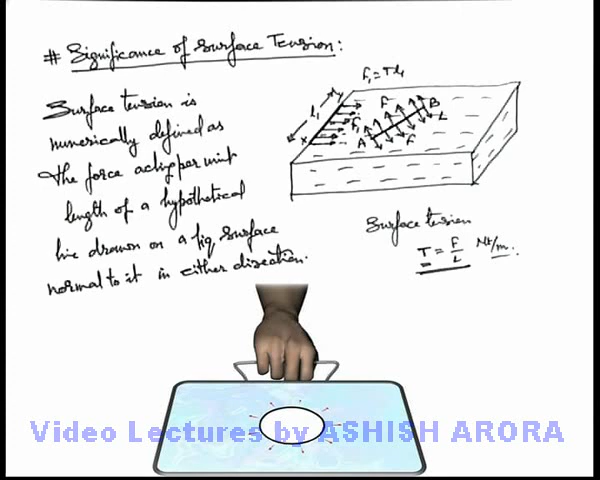 # Significance of Surface Tension:
Surface tension is
numerically defined as
the force acting per unit
length of a hypothetical
line drawn on a liq surface
normal to it in either direction.
F₁ = Tl₁
l₁
y
x
F₁
F
B
L
A
F
Surface tension
T = F/L Nt/m.
Video Lectures by ASHISH ARORA